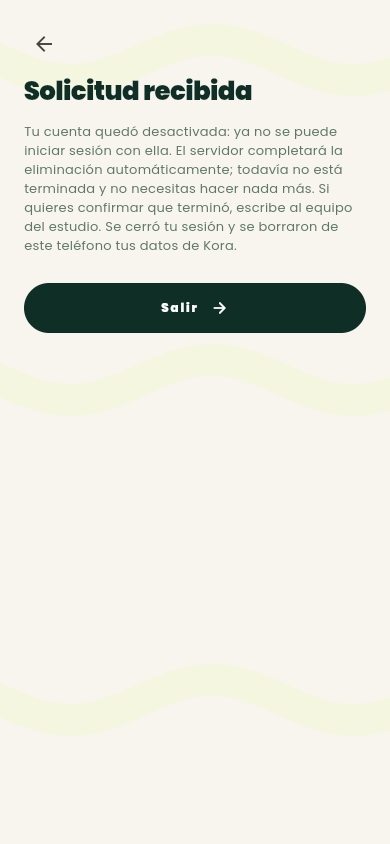 Solicitud recibida
Tu cuenta quedó desactivada: ya no se puede
iniciar sesión con ella. El servidor completará la
eliminación automáticamente; todavía no está
terminada y no necesitas hacer nada más. Si
quieres confirmar que terminó, escribe al equipo
del estudio. Se cerró tu sesión y se borraron de
este teléfono tus datos de Kora.
Salir